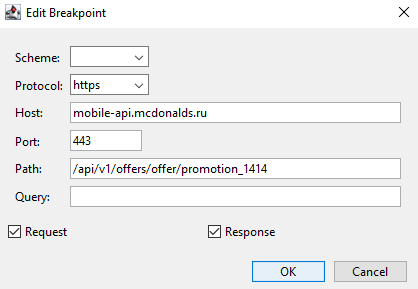 Edit Breakpoint
Scheme:
Protocol: https
Host: mobile-api.mcdonalds.ru
Port: 443
Path: /api/v1/offers/offer/promotion_1414
Query:
Request Response
OK Cancel